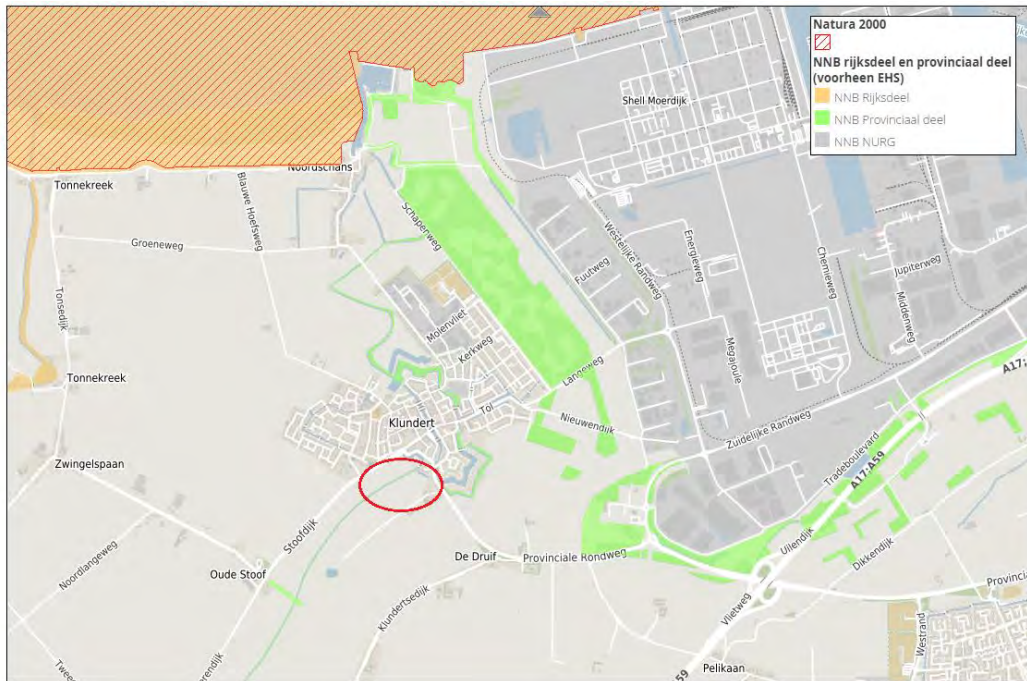 Natura 2000
NNB rijksdeel en provinciaal deel
(voorheen EHS)
NNB Rijksdeel
NNB Provinciaal deel
NNB NURG
Shell Moerdijk
Noordschans
Tonnekreek
Blauwe Hoefsweg
Schapenweg
Groeneweg
Westelijke Randweg
Energieweg
Chemieweg
Jupiterweg
Fuutweg
Middenweg
Tonsedijk
Molenvliet
Kerkweg
Megajoule
A17;
Langeweg
Tonnekreek
Tol
Klundert
Nieuwendijk
Zuidelijke Randweg
Tradeboulevard
A17;A59
Zwingelspaan
Stoofdijk
Uilendijk
Dikkendijk
Noordlangeweg
De Druif
Provinciale Rondweg
Oude Stoof
Klundertsedijk
Vlietweg
Westrand
Pelikaan